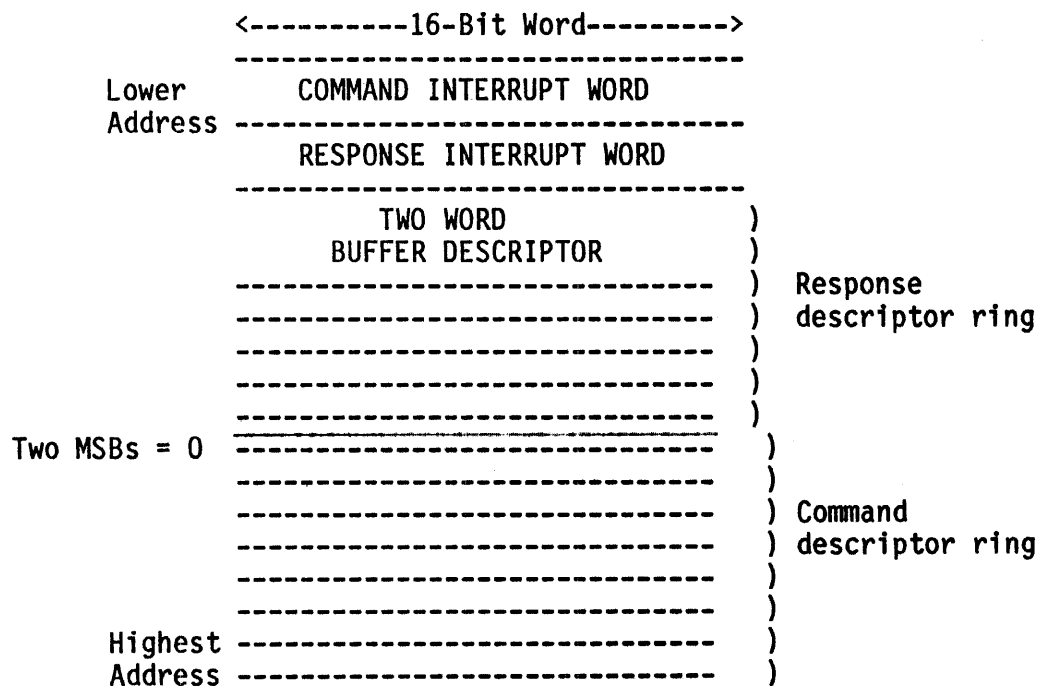 <----------16-Bit Word--------->
--------------------------------
Lower COMMAND INTERRUPT WORD
Address --------------------------------
RESPONSE INTERRUPT WORD
--------------------------------
TWO WORD )
BUFFER DESCRIPTOR )
------------------------------ ) Response
------------------------------ ) descriptor ring
------------------------------ )
------------------------------ )
------------------------------ )
Two MSBs = 0 ------------------------------ )
------------------------------ )
------------------------------ ) Command
------------------------------ ) descriptor ring
------------------------------ )
------------------------------ )
Highest ------------------------------ )
Address ------------------------------ )